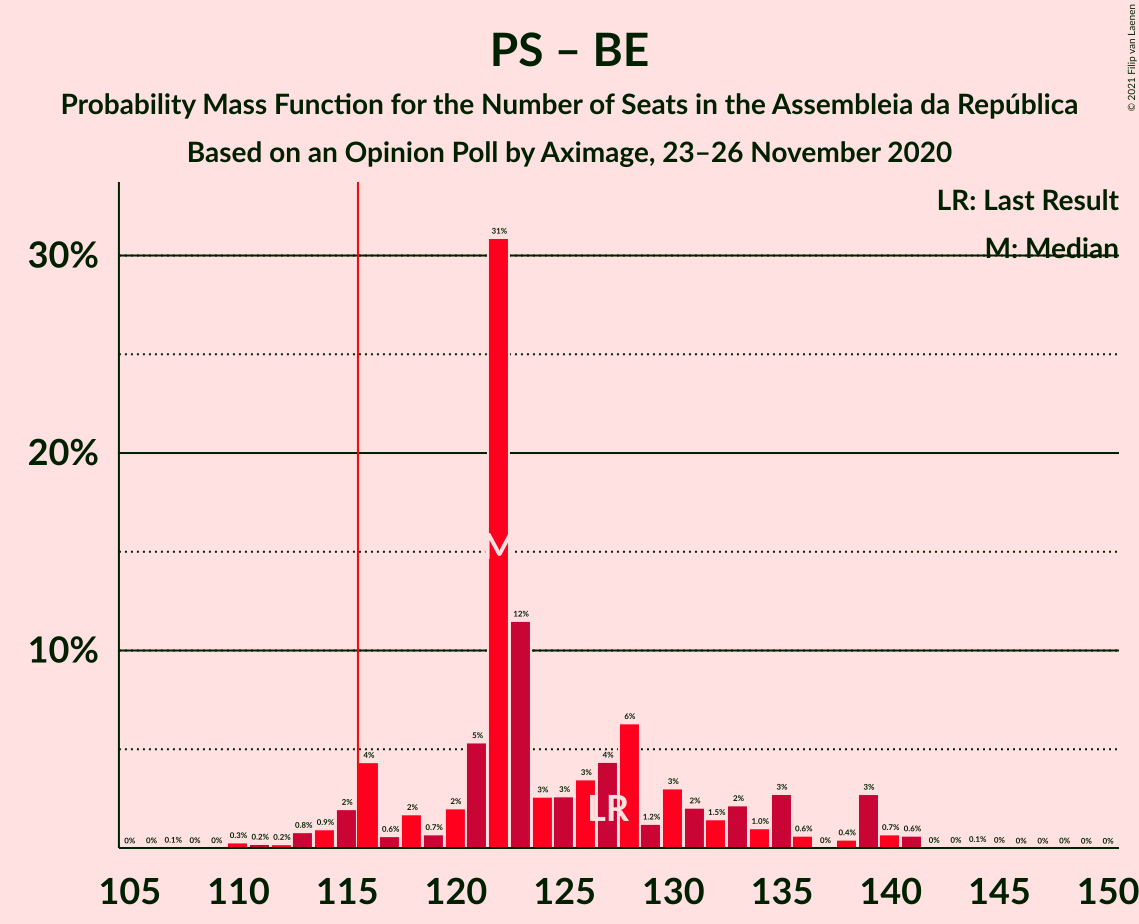 © 2021 Filip van Laenen
PS – BE
Probability Mass Function for the Number of Seats in the Assembleia da República
Based on an Opinion Poll by Aximage, 23–26 November 2020
LR: Last Result
M: Median
30%
20%
10%
0% 0% 0.1% 0% 0% 0.3% 0.2% 0.2% 0.8% 0.9% 2% 4% 0.6% 2% 0.7% 2% 5% 31% 12% 3% 3% 3% 4% 6% 1.2% 3% 2% 1.5% 2% 1.0% 3% 0.6% 0% 0.4% 3% 0.7% 0.6% 0% 0% 0.1% 0% 0% 0% 0% 0% 0%
M
LR
105 110 115 120 125 130 135 140 145 150